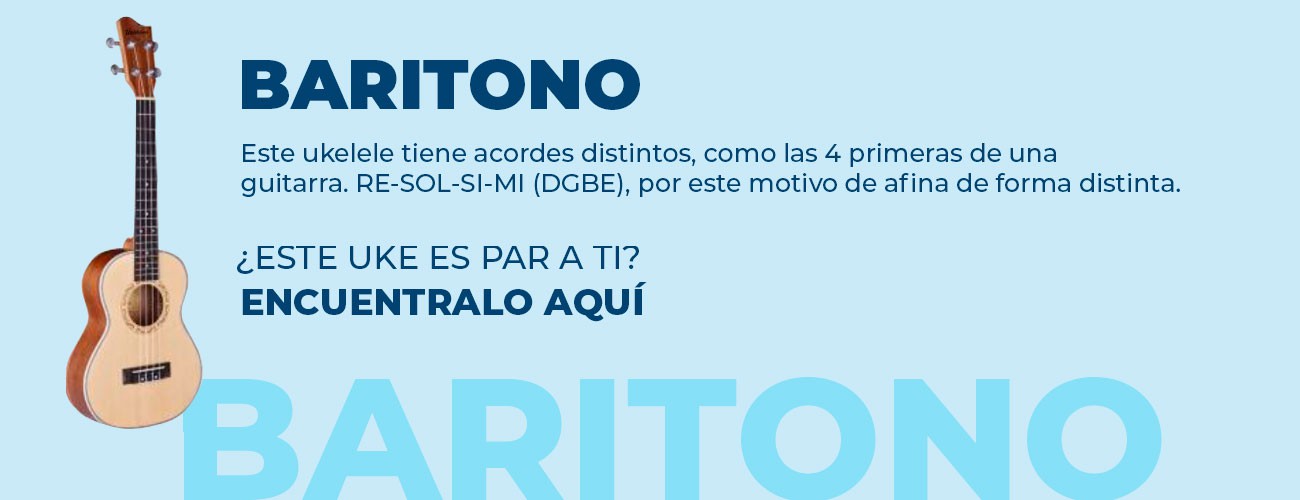 BARITONO
Este ukelele tiene acordes distintos, como las 4 primeras de una
guitarra. RE-SOL-SI-MI (DGBE), por este motivo de afina de forma distinta.
¿ESTE UKE ES PAR A TI?
ENCUENTRALO AQUÍ
BARITONO